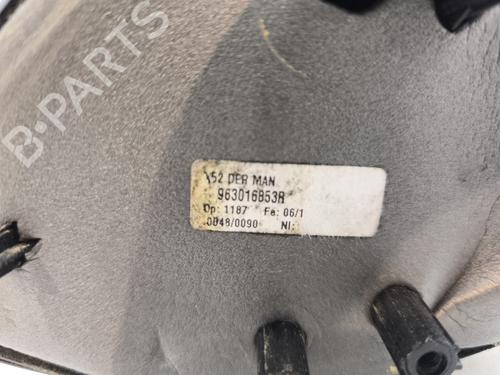 B-PARTS
152 DER MAN
963016853R
Op: 1187 Fe: 06/1
0048/0090 NI: